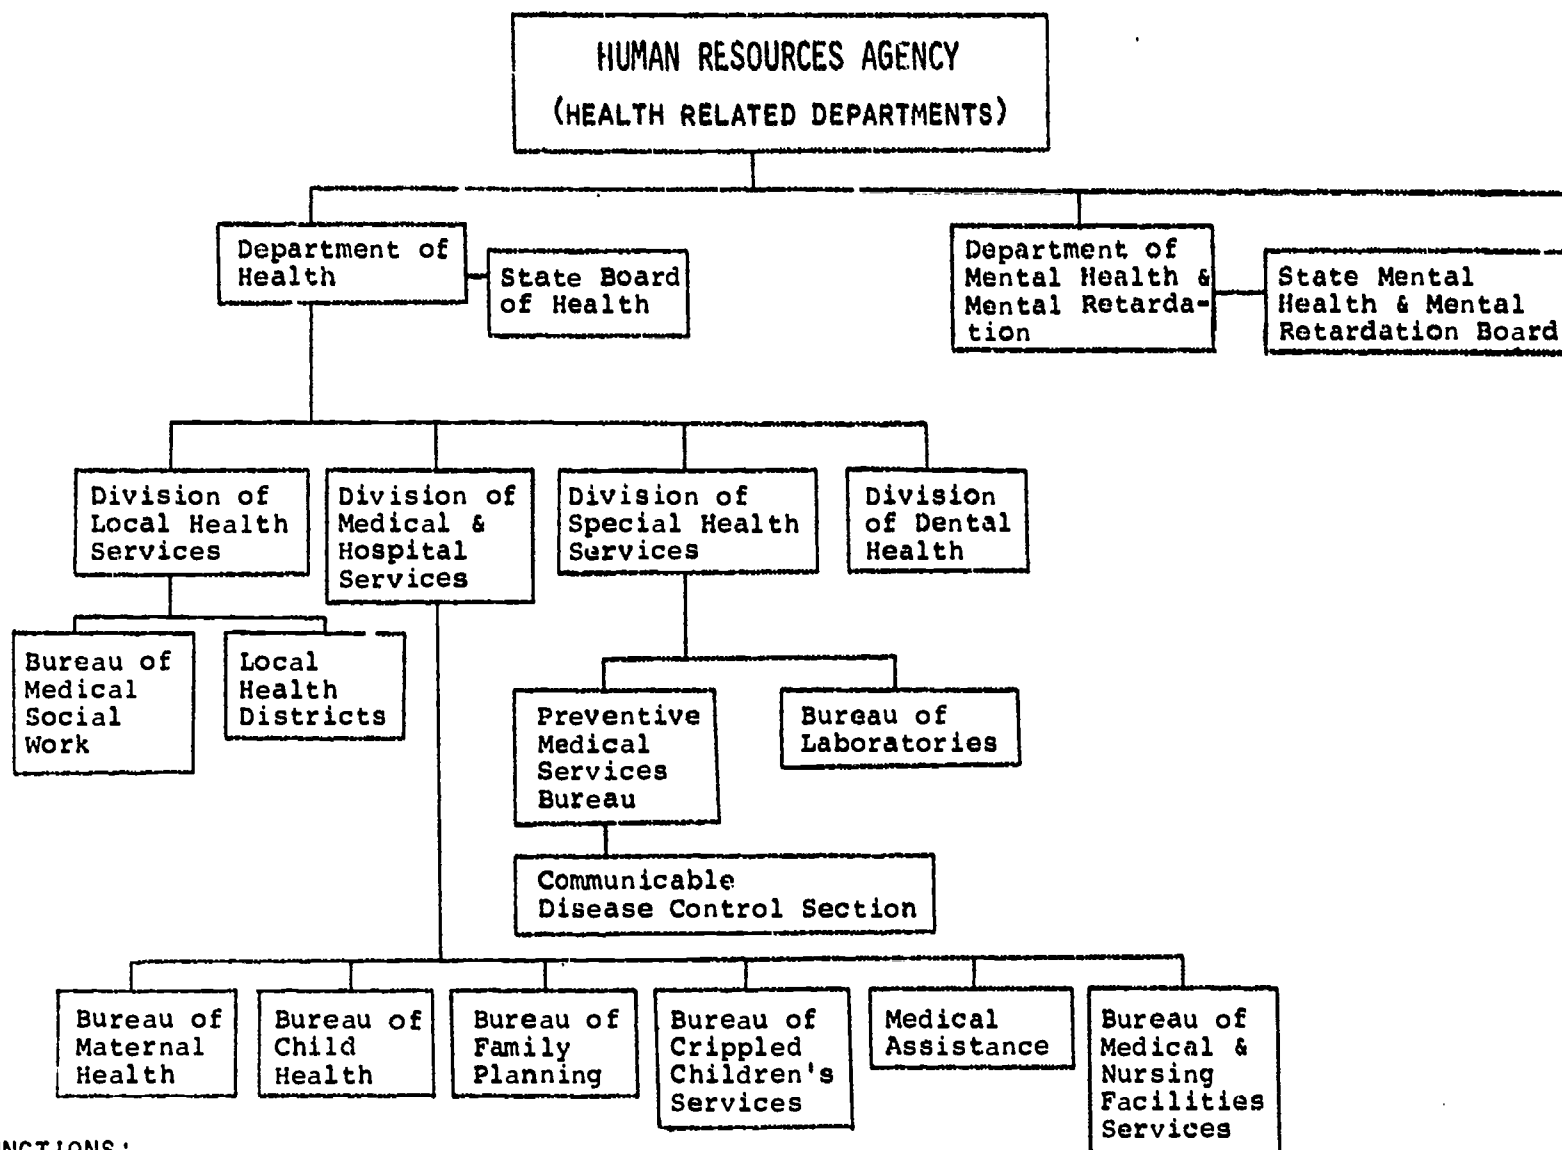 HUMAN RESOURCES AGENCY
(HEALTH RELATED DEPARTMENTS)
Department of
Health
State Board
of Health
Department of
Mental Health &
Mental Retarda-
tion
State Mental
Health & Mental
Retardation Board
Division of
Local Health
Services
Division of
Medical &
Hospital
Services
Division of
Special Health
Services
Division
of Dental
Health
Bureau of
Medical
Social
Work
Local
Health
Districts
Preventive
Medical
Services
Bureau
Bureau of
Laboratories
Communicable
Disease Control Section
Bureau of
Maternal
Health
Bureau of
Child
Health
Bureau of
Family
Planning
Bureau of
Crippled
Children's
Services
Medical
Assistance
Bureau of
Medical &
Nursing
Facilities
Services